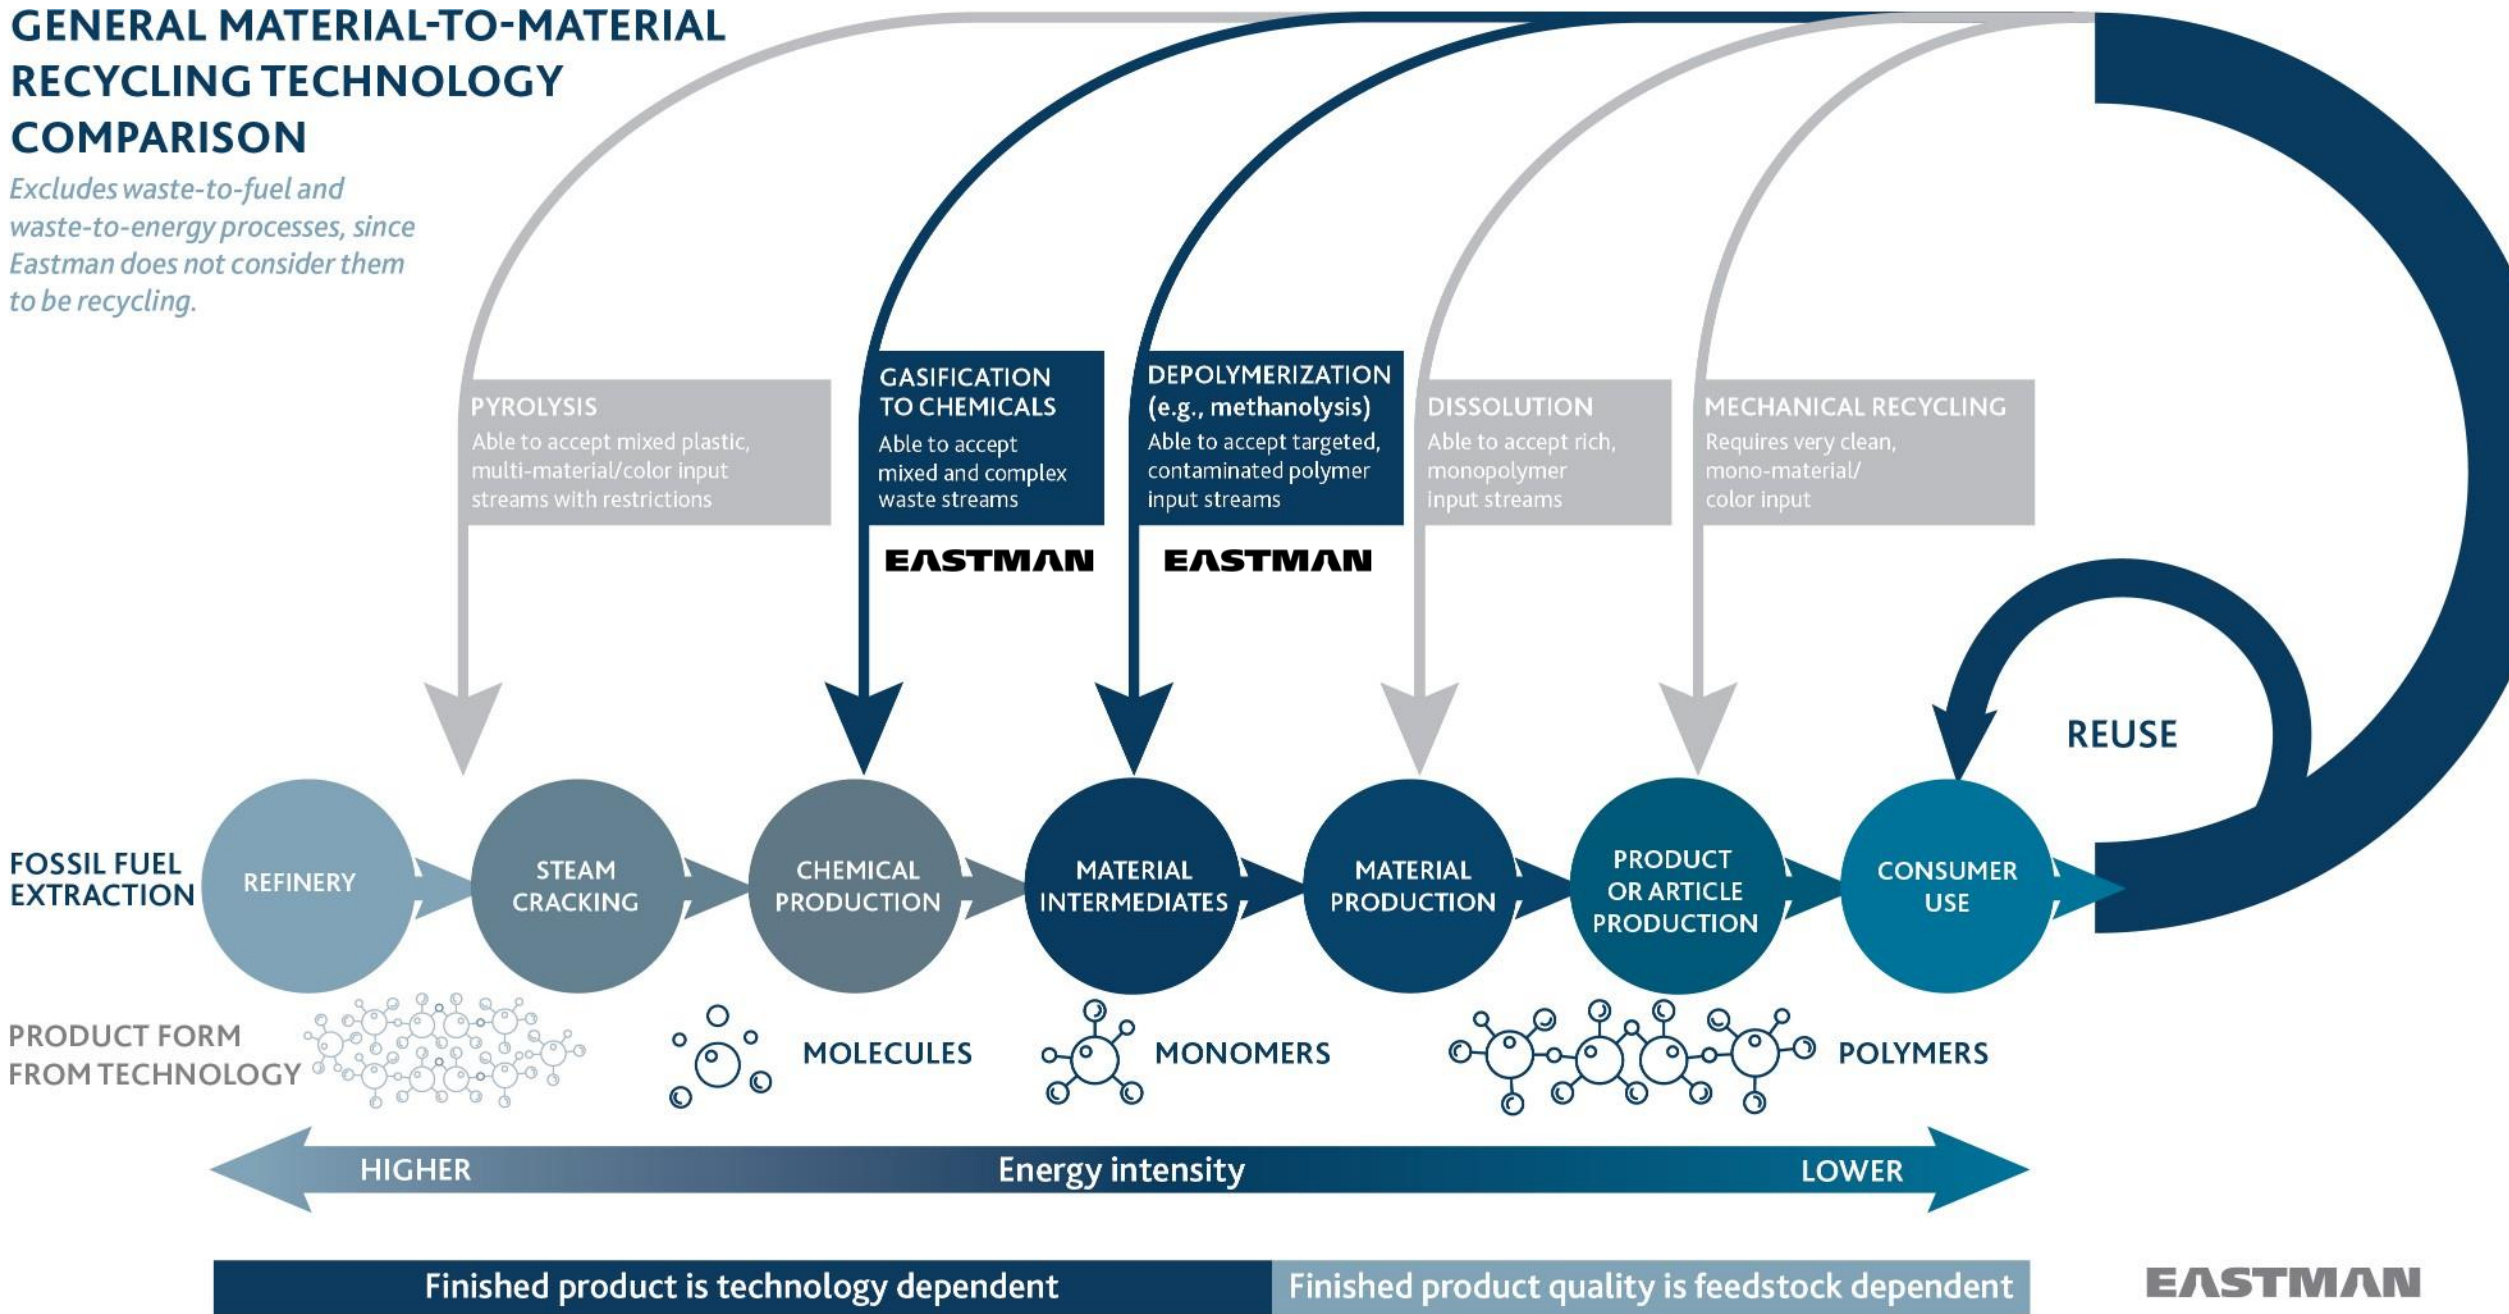 GENERAL MATERIAL-TO-MATERIAL
RECYCLING TECHNOLOGY
COMPARISON
Excludes waste-to-fuel and
waste-to-energy processes, since
Eastman does not consider them
to be recycling.
PYROLYSIS
Able to accept mixed plastic,
multi-material/color input
streams with restrictions
GASIFICATION
TO CHEMICALS
Able to accept
mixed and complex
waste streams
EASTMAN
DEPOLYMERIZATION
(e.g., methanolysis)
Able to accept targeted,
contaminated polymer
input streams
EASTMAN
DISSOLUTION
Able to accept rich,
monopolymer
input streams
MECHANICAL RECYCLING
Requires very clean,
mono-material/
color input
REUSE
FOSSIL FUEL
EXTRACTION
REFINERY
STEAM
CRACKING
CHEMICAL
PRODUCTION
MATERIAL
INTERMEDIATES
MATERIAL
PRODUCTION
PRODUCT
OR ARTICLE
PRODUCTION
CONSUMER
USE
PRODUCT FORM
FROM TECHNOLOGY
MOLECULES
MONOMERS
POLYMERS
HIGHER
Energy intensity
LOWER
Finished product is technology dependent
Finished product quality is feedstock dependent
EASTMAN